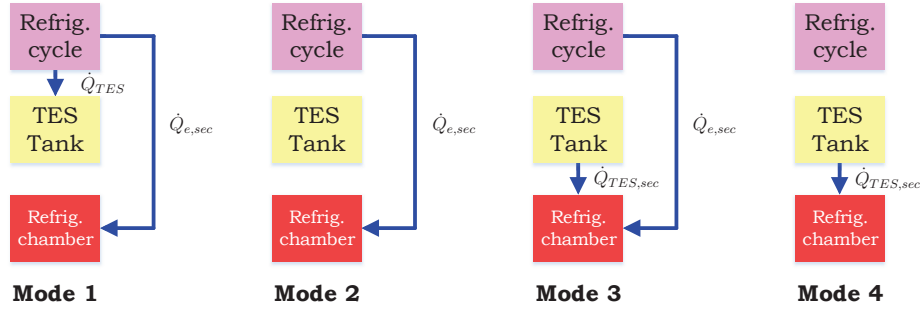 Refrig.
cycle
Q̇_{TES}
TES
Tank
Q̇_{e,sec}
Refrig.
chamber
Mode 1
Refrig.
cycle
TES
Tank
Q̇_{e,sec}
Refrig.
chamber
Mode 2
Refrig.
cycle
TES
Tank
Q̇_{e,sec}
Q̇_{TES,sec}
Refrig.
chamber
Mode 3
Refrig.
cycle
TES
Tank
Q̇_{TES,sec}
Refrig.
chamber
Mode 4